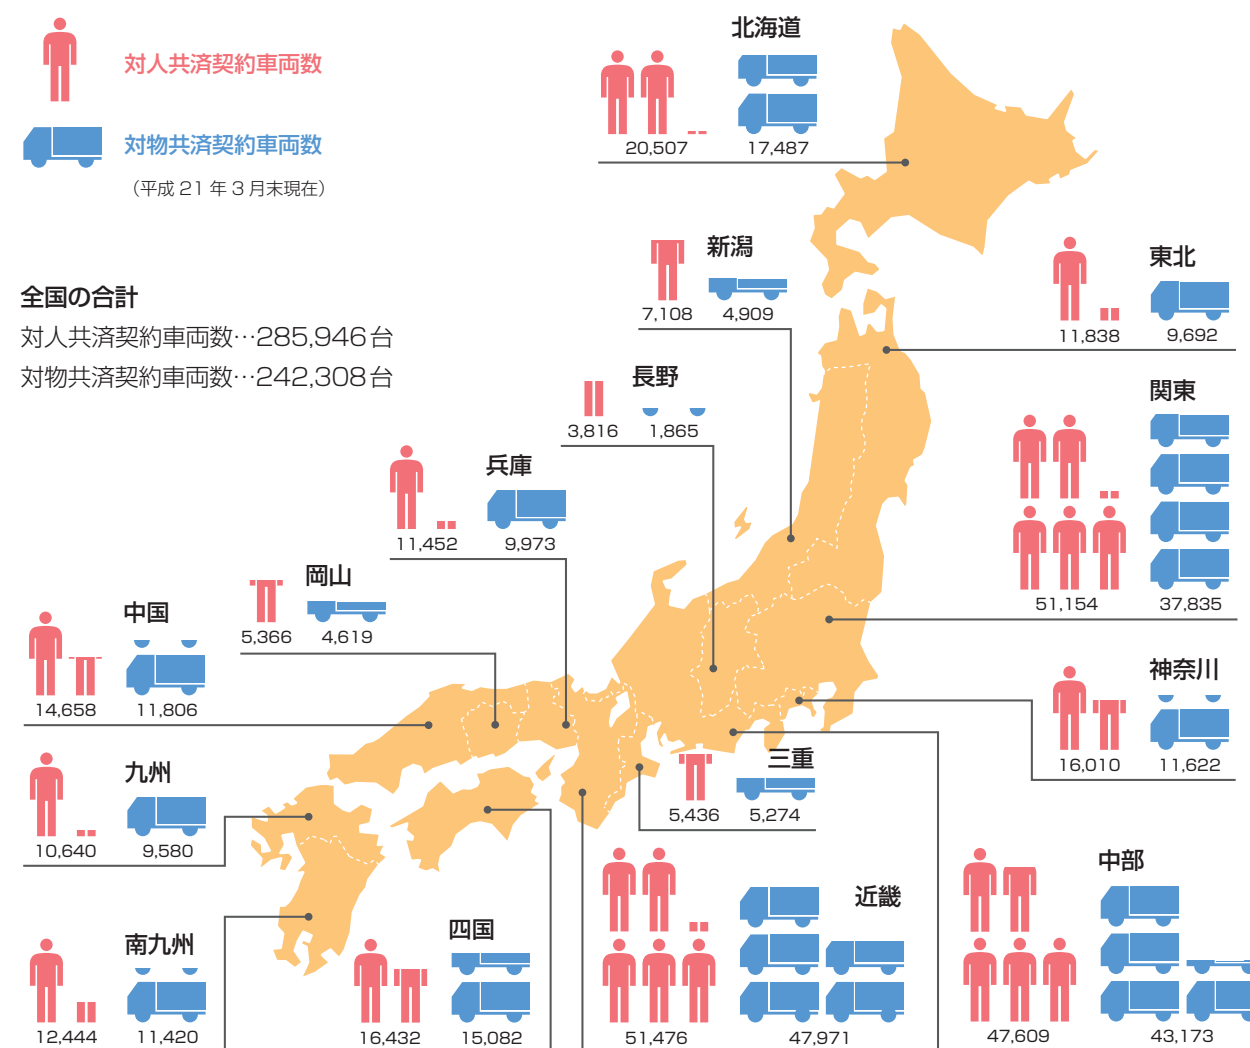 対人共済契約車両数
対物共済契約車両数
（平成 21 年 3 月末現在）
全国の合計
対人共済契約車両数…285,946台
対物共済契約車両数…242,308台
北海道
20,507 17,487
新潟
7,108 4,909
東北
11,838 9,692
長野
3,816 1,865
関東
51,154 37,835
兵庫
11,452 9,973
岡山
5,366 4,619
中国
14,658 11,806
神奈川
16,010 11,622
三重
5,436 5,274
九州
10,640 9,580
南九州
12,444 11,420
四国
16,432 15,082
近畿
51,476 47,971
中部
47,609 43,173